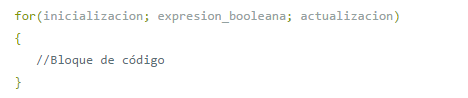 for(inicializacion; expresion_booleana; actualizacion)
{
//Bloque de código
}